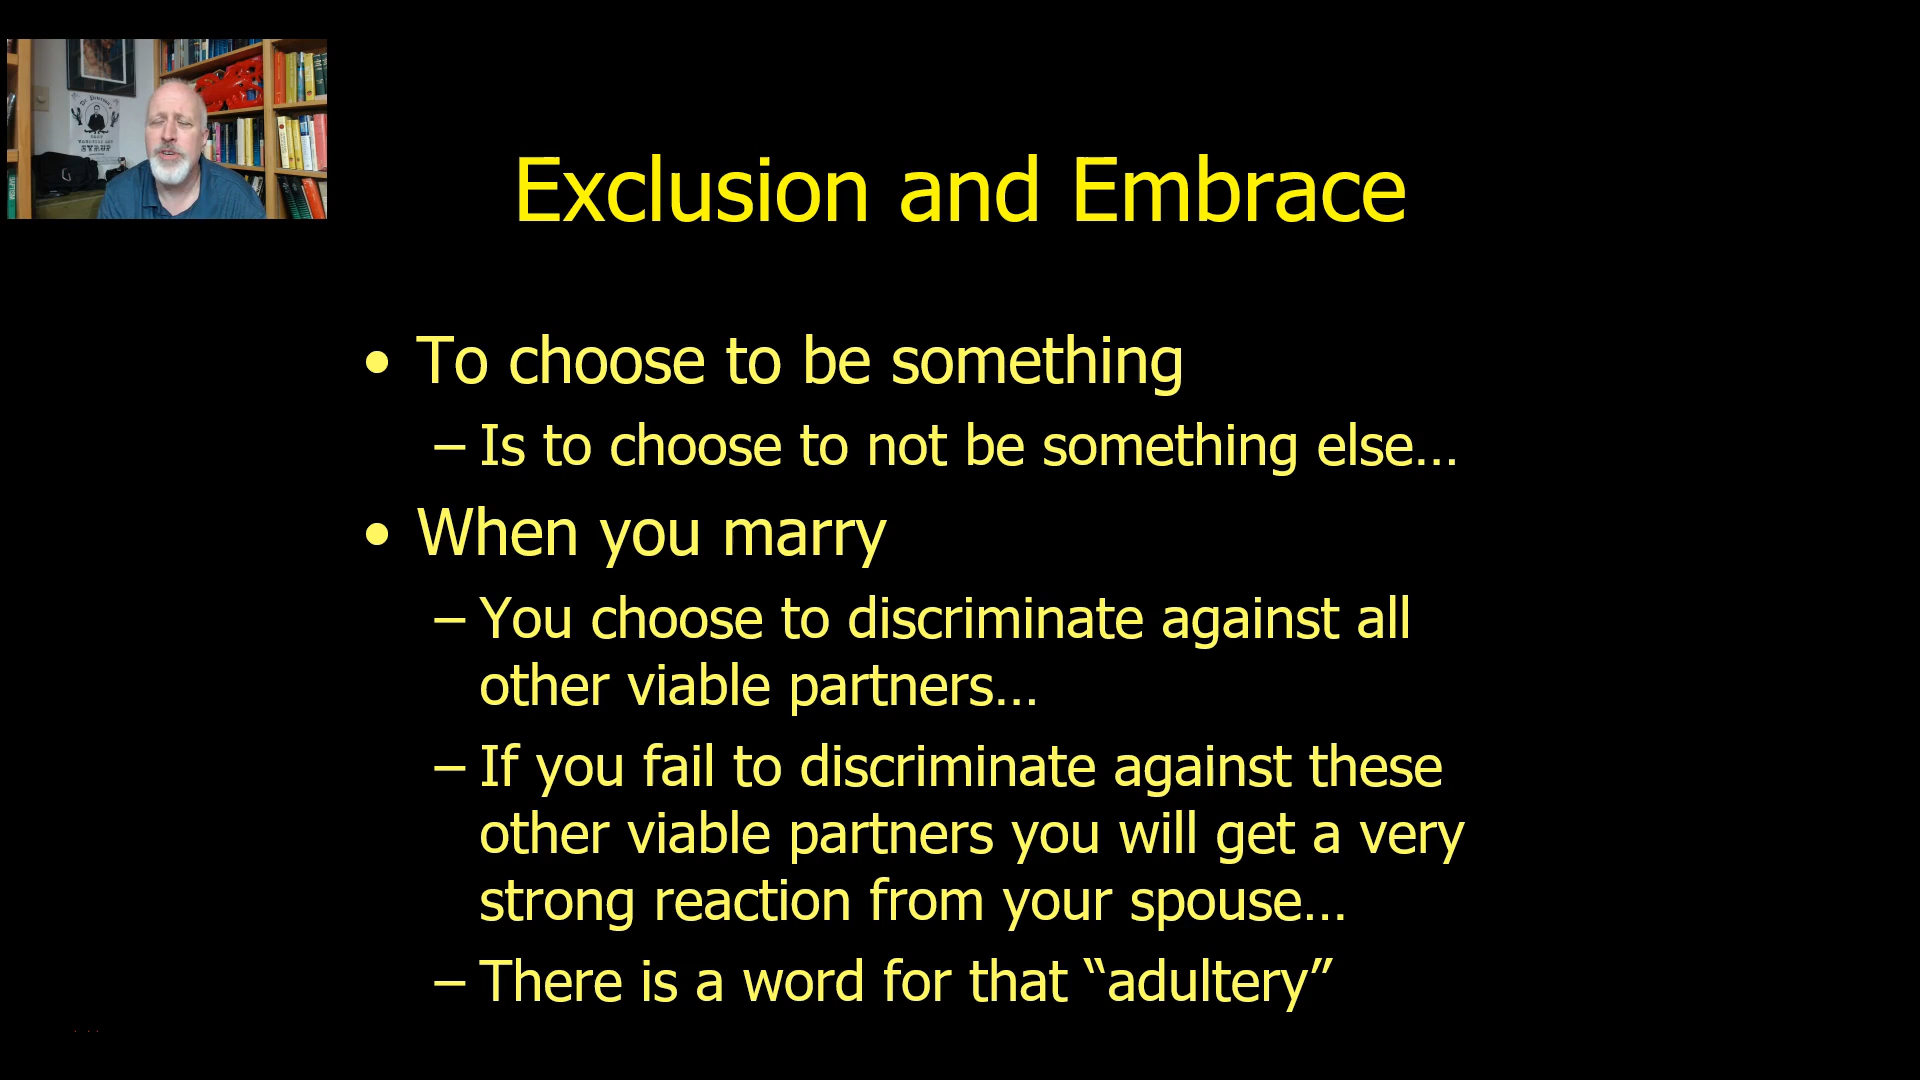 Exclusion and Embrace
• To choose to be something
– Is to choose to not be something else…
• When you marry
– You choose to discriminate against all
other viable partners…
– If you fail to discriminate against these
other viable partners you will get a very
strong reaction from your spouse…
– There is a word for that “adultery”